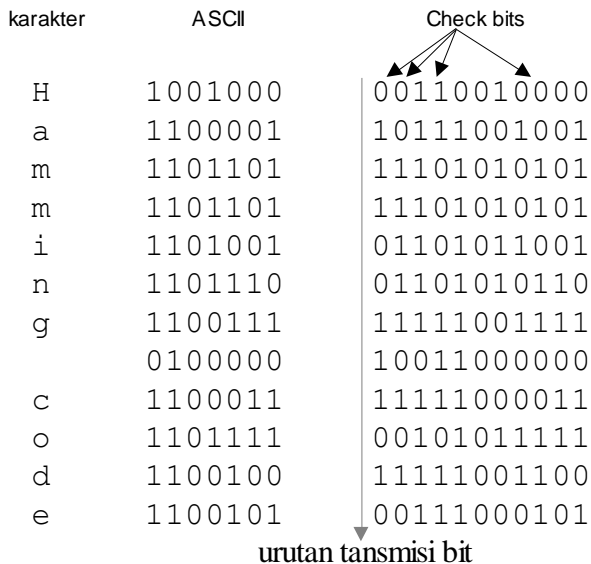 karakter ASCII Check bits
H 1001000 00110010000
a 1100001 10111001001
m 1101101 11101010101
m 1101101 11101010101
i 1101001 01101011001
n 1101110 01101010110
g 1100111 11111001111
0100000 10011000000
c 1100011 11111000011
o 1101111 00101011111
d 1100100 11111001100
e 1100101 00111000101
urutan tansmisi bit